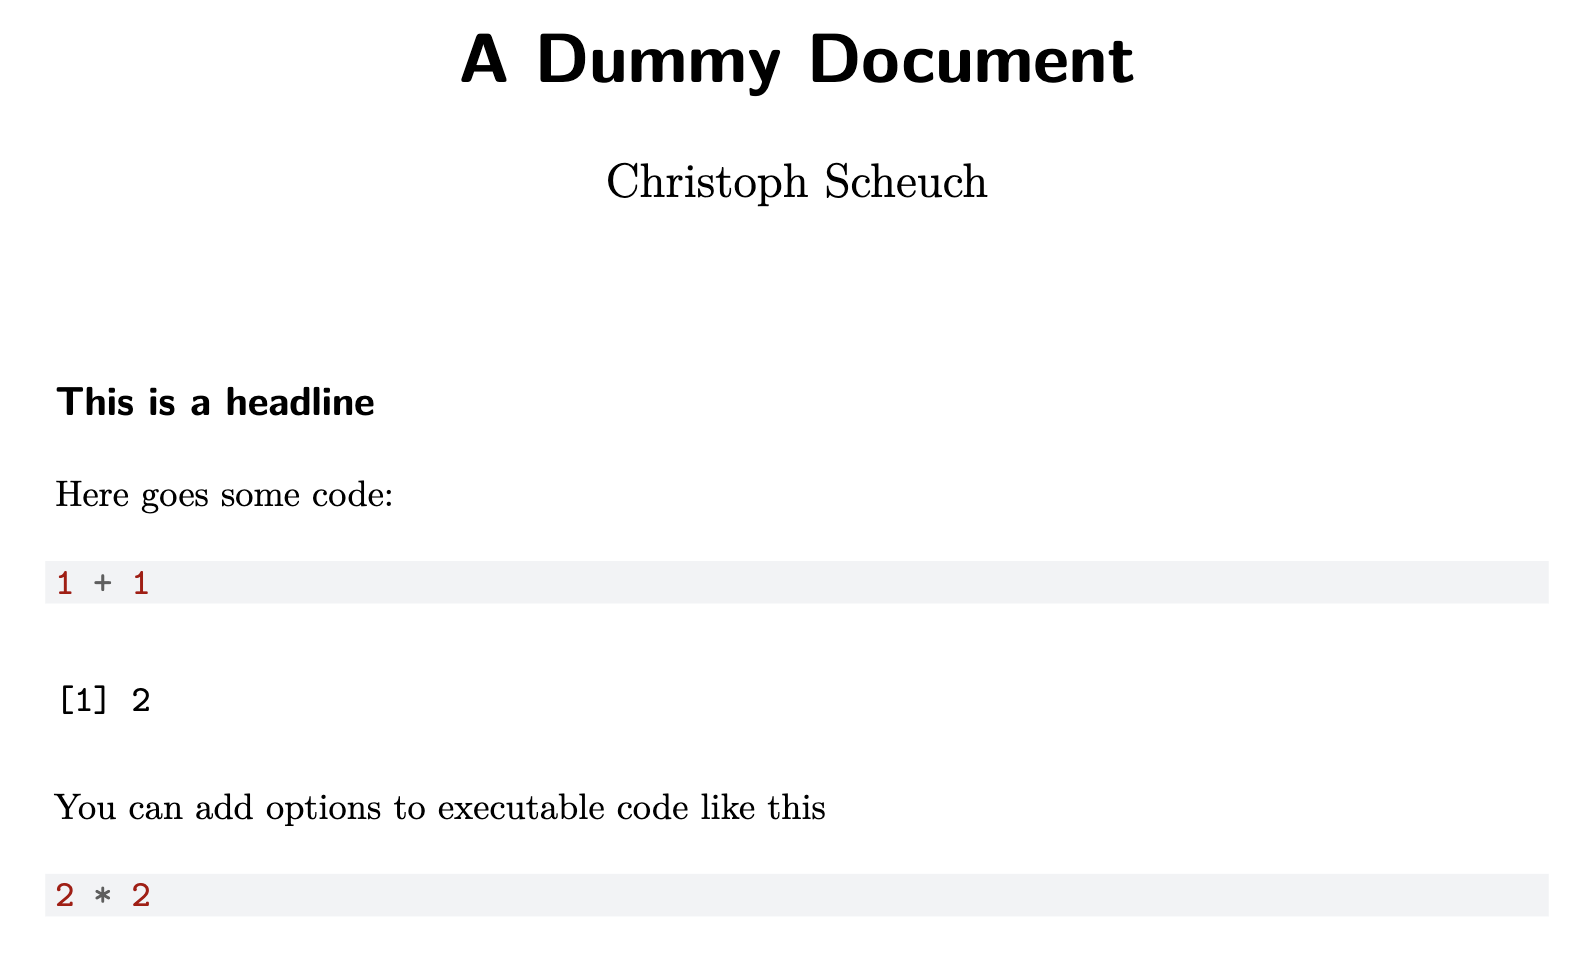 A Dummy Document
Christoph Scheuch
This is a headline
Here goes some code:
1 + 1
[1] 2
You can add options to executable code like this
2 * 2